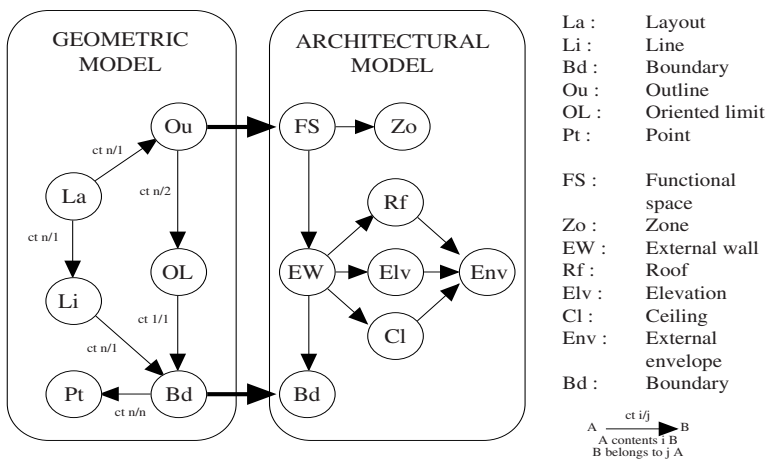 GEOMETRIC
MODEL
Ou
ct n/1
ct n/2
La
ct n/1
OL
Li
ct n/1
ct 1/1
Pt
ct n/n
Bd
ARCHITECTURAL
MODEL
FS
Zo
Rf
EW
Elv
Env
Cl
Bd
La : Layout
Li : Line
Bd : Boundary
Ou : Outline
OL : Oriented limit
Pt : Point
FS : Functional
space
Zo : Zone
EW : External wall
Rf : Roof
Elv : Elevation
Cl : Ceiling
Env : External
envelope
Bd : Boundary
ct i/j
A B
A contents i B
B belongs to j A